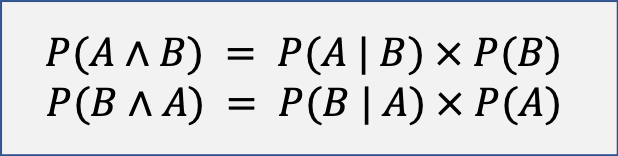 P(A ∧ B) = P(A | B) × P(B)
P(B ∧ A) = P(B | A) × P(A)